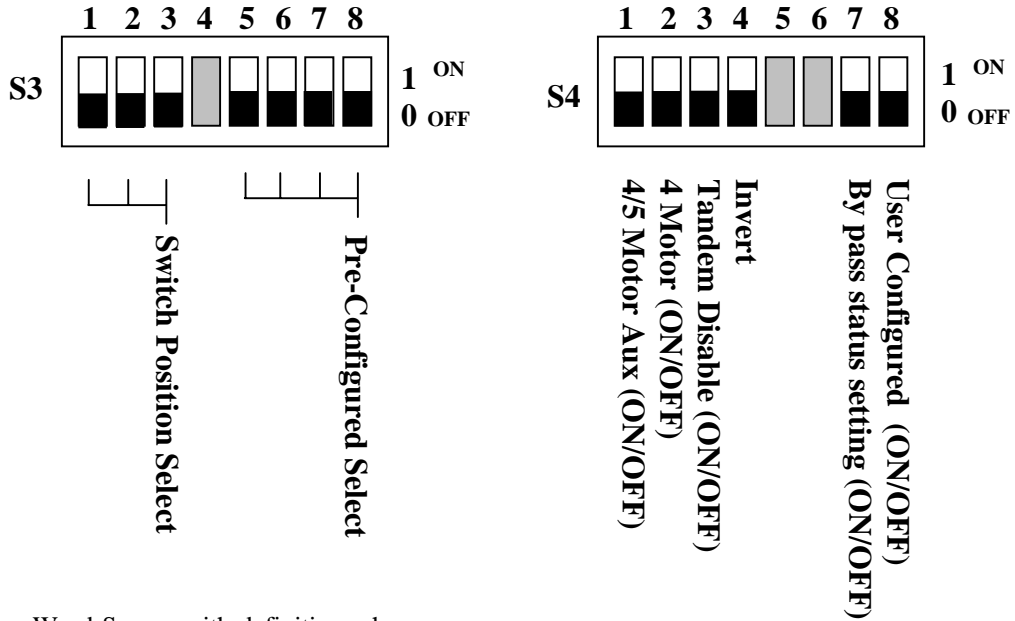 1 2 3 4 5 6 7 8
S3
1 ON
0 OFF
Switch Position Select
Pre-Configured Select
1 2 3 4 5 6 7 8
S4
1 ON
0 OFF
4/5 Motor Aux (ON/OFF)
4 Motor (ON/OFF)
Tandem Disable (ON/OFF)
Invert
By pass status setting (ON/OFF)
User Configured (ON/OFF)